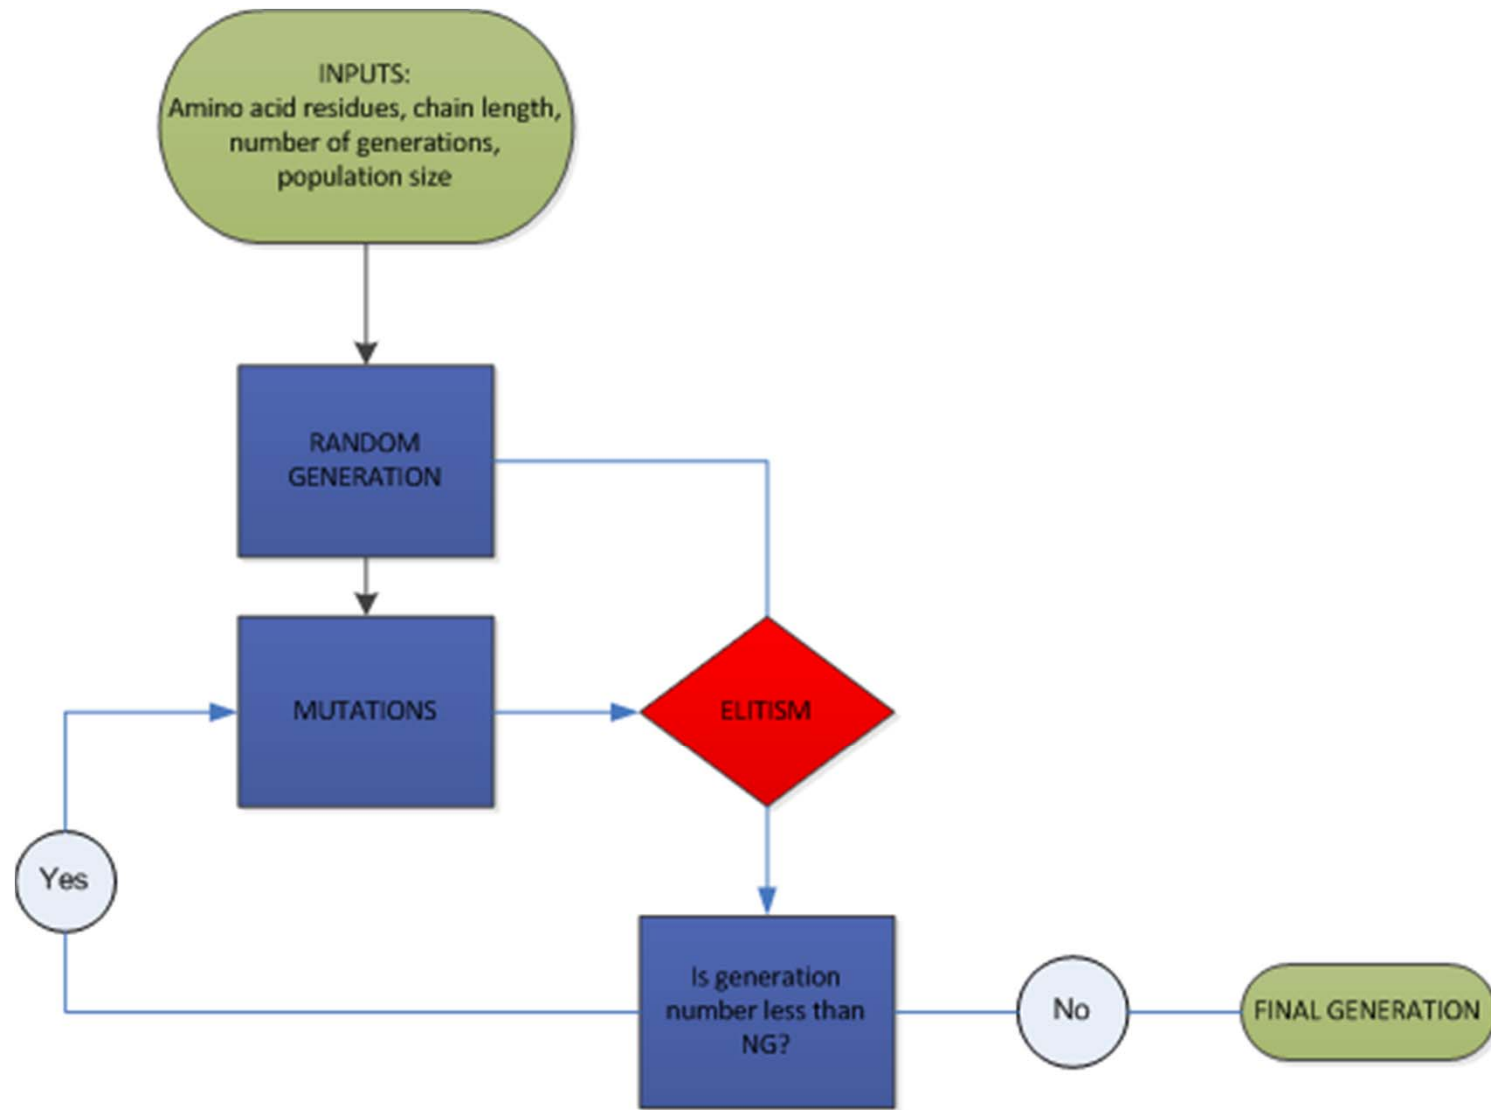 INPUTS:
Amino acid residues, chain length,
number of generations,
population size
RANDOM
GENERATION
MUTATIONS
ELITISM
Yes
Is generation
number less than
NG?
No
FINAL GENERATION